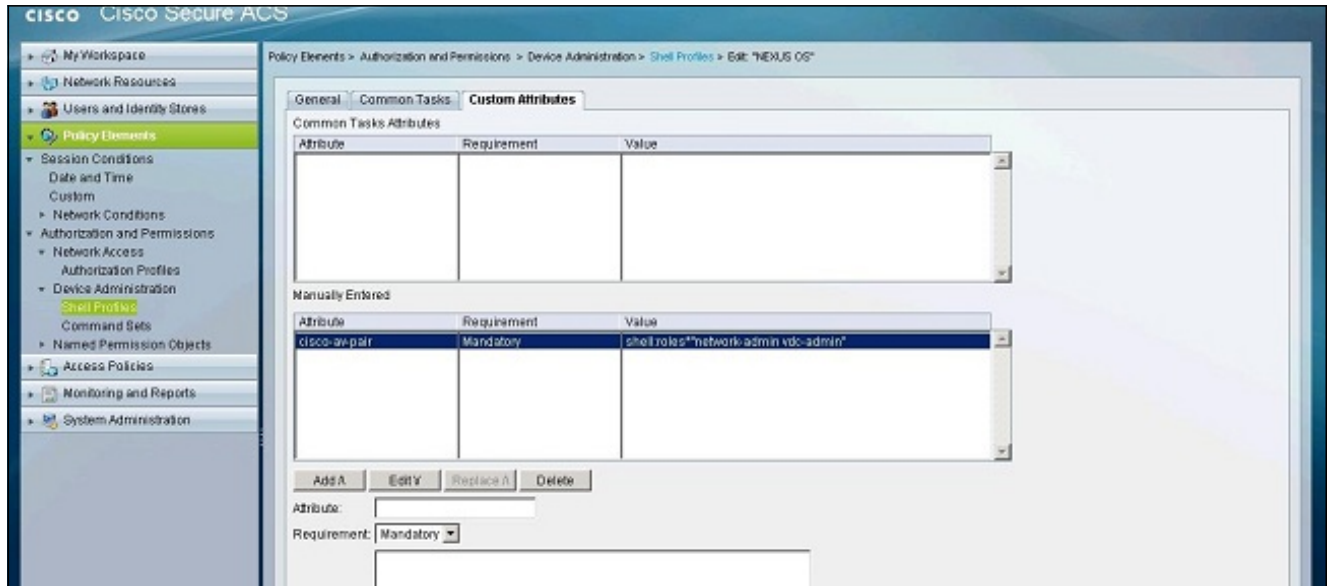 CISCO Cisco Secure ACS
My Workspace
Network Resources
Users and Identity Stores
Policy Elements
Session Conditions
Date and Time
Custom
Network Conditions
Authorization and Permissions
Network Access
Authorization Profiles
Device Administration
Shell Profiles
Command Sets
Named Permission Objects
Access Policies
Monitoring and Reports
System Administration
Policy Elements > Authorization and Permissions > Device Administration > Shell Profiles > Edit: "NEXUS OS"
General Common Tasks Custom Attributes
Common Tasks Attributes
Attribute Requirement Value
Manually Entered
Attribute Requirement Value
cisco-av-pair Mandatory shell:roles*"network-admin vdc-admin"
Add Λ Edit V Replace Λ Delete
Attribute:
Requirement: Mandatory